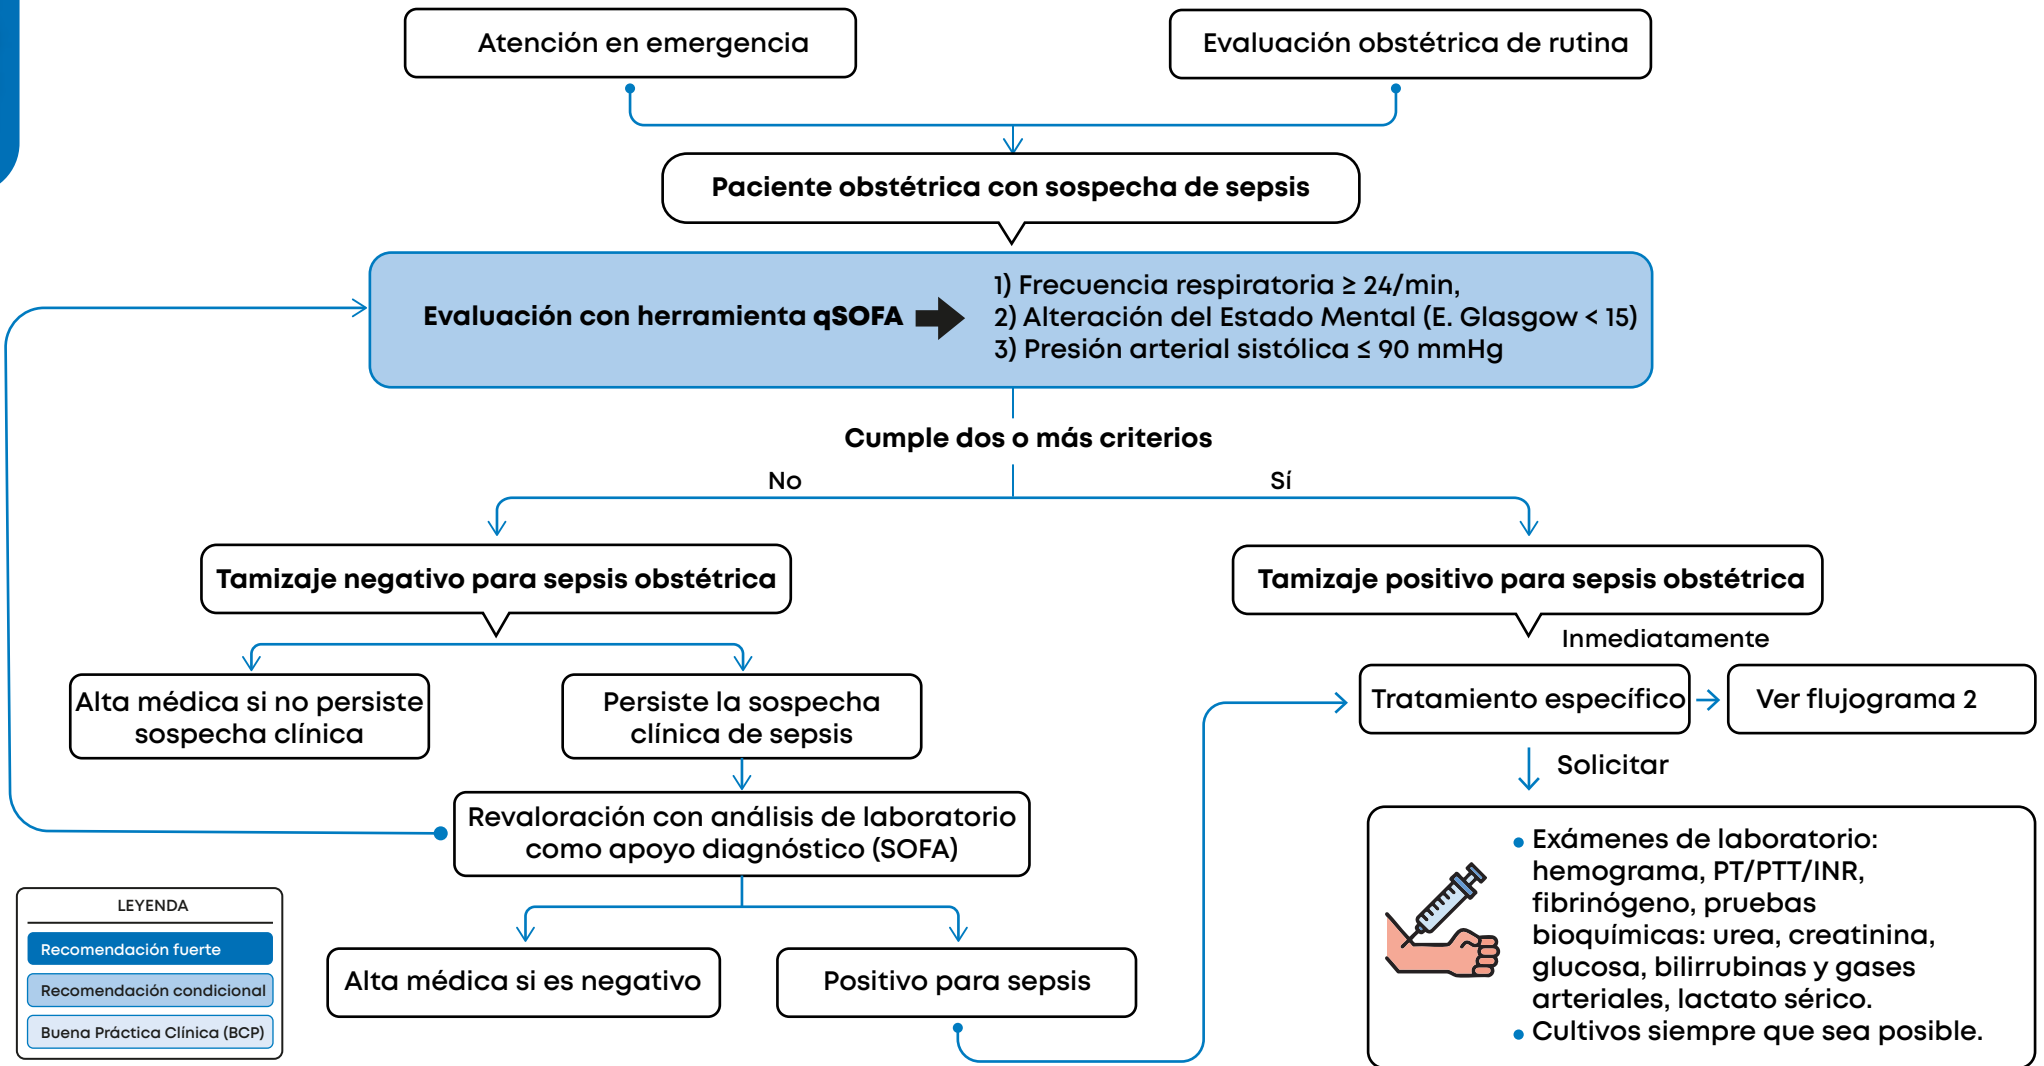 Atención en emergencia
Evaluación obstétrica de rutina
Paciente obstétrica con sospecha de sepsis
Evaluación con herramienta qSOFA
1) Frecuencia respiratoria ≥ 24/min,
2) Alteración del Estado Mental (E. Glasgow < 15)
3) Presión arterial sistólica ≤ 90 mmHg
Cumple dos o más criterios
No
Sí
Tamizaje negativo para sepsis obstétrica
Tamizaje positivo para sepsis obstétrica
Inmediatamente
Alta médica si no persiste
sospecha clínica
Persiste la sospecha
clínica de sepsis
Tratamiento específico
Ver flujograma 2
Solicitar
Revaloración con análisis de laboratorio
como apoyo diagnóstico (SOFA)
Alta médica si es negativo
Positivo para sepsis
• Exámenes de laboratorio:
hemograma, PT/PTT/INR,
fibrinógeno, pruebas
bioquímicas: urea, creatinina,
glucosa, bilirrubinas y gases
arteriales, lactato sérico.
• Cultivos siempre que sea posible.
LEYENDA
Recomendación fuerte
Recomendación condicional
Buena Práctica Clínica (BCP)